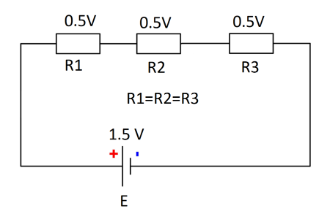 0.5V 0.5V 0.5V
R1 R2 R3
R1=R2=R3
1.5 V
+ -
E